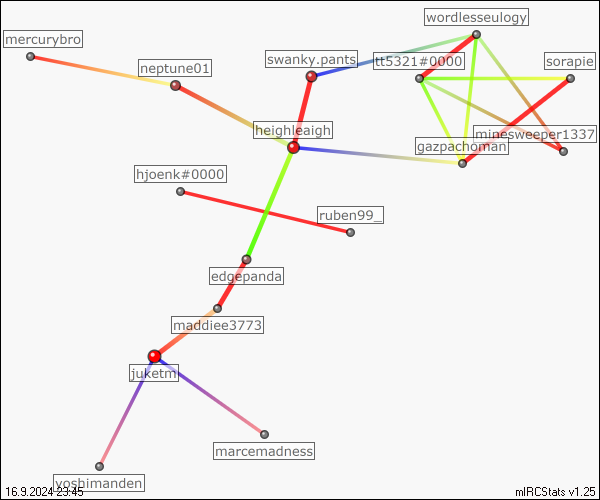 wordlesseulogy
mercurybro
swanky.pants
tt5321#0000
sorapie
neptune01
heighleaigh
minesweeper1337
gazpachoman
hjoenk#0000
ruben99_
edgepanda
maddiee3773
juketm
marcemadness
yoshimanden
16.9.2024 23:45
mIRCStats v1.25